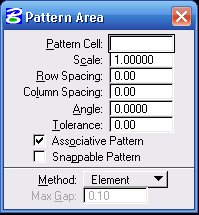 Pattern Area
Pattern Cell:
Scale: 1.00000
Row Spacing: 0.00
Column Spacing: 0.00
Angle: 0.0000
Tolerance: 0.00
Associative Pattern
Snappable Pattern
Method: Element
Max Gap: 0.10